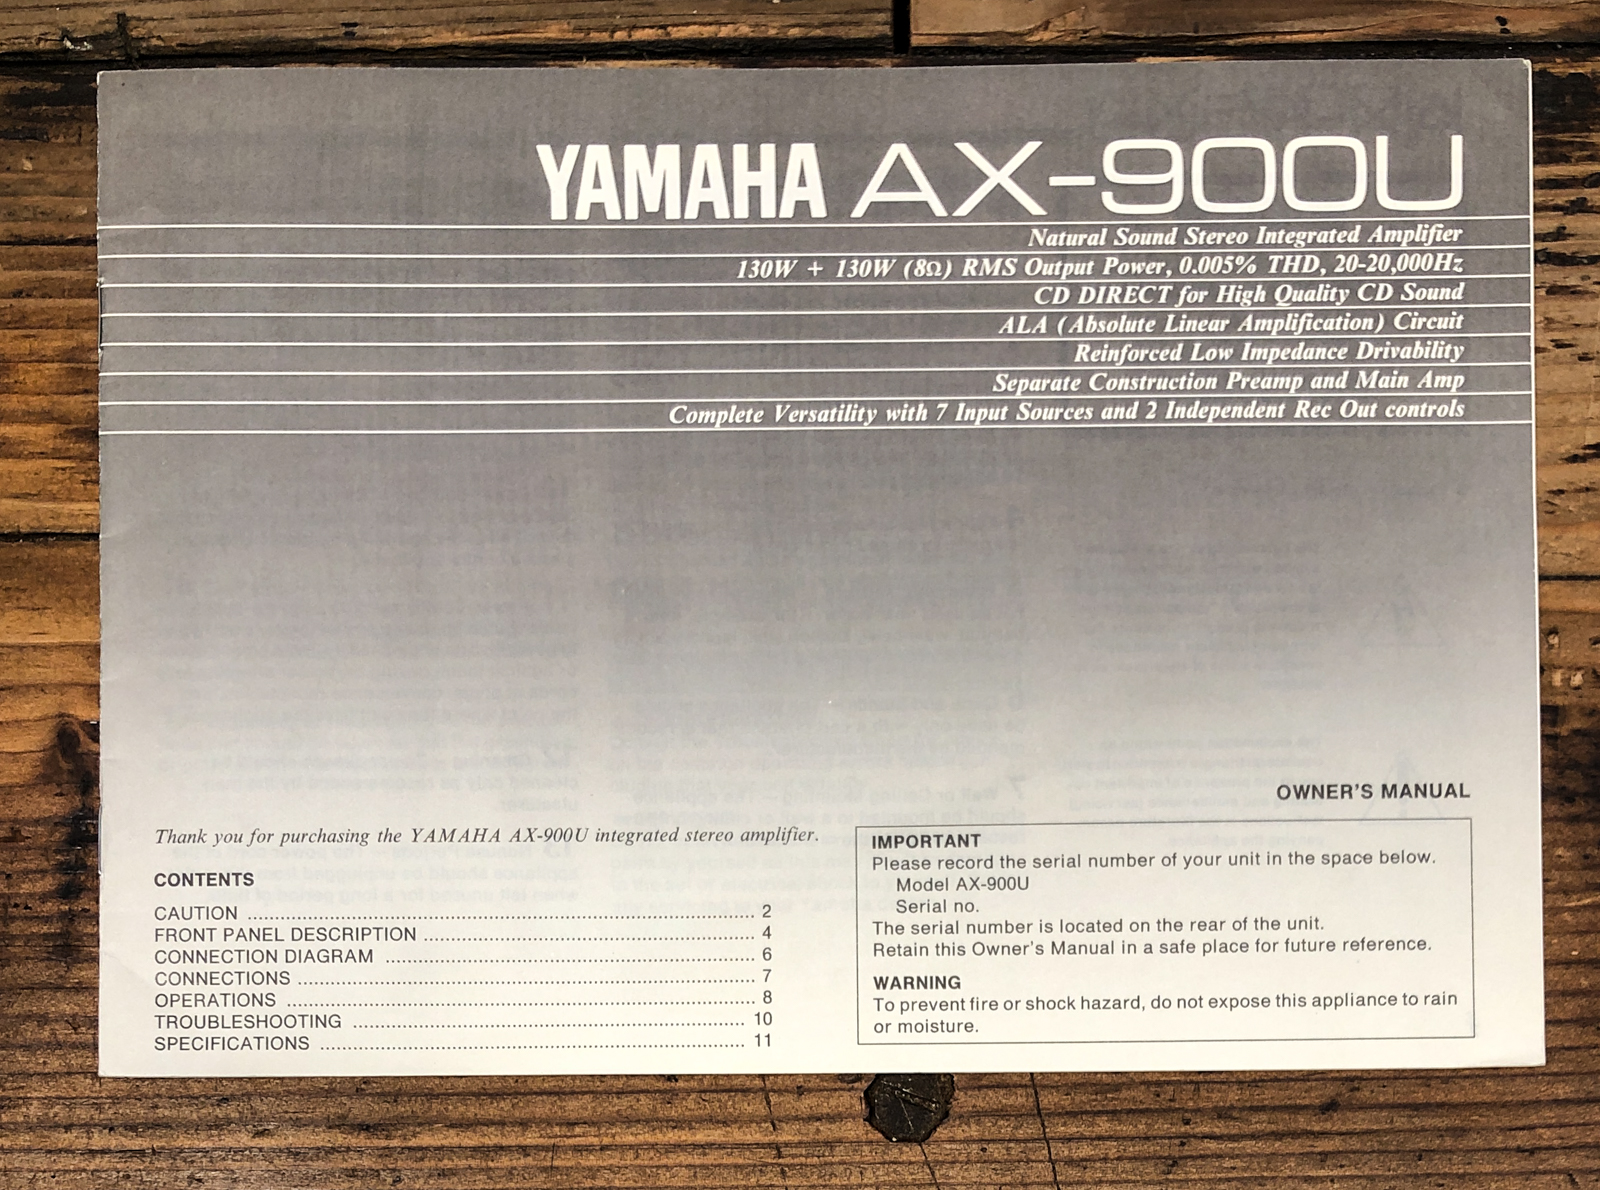 YAMAHA AX-900U
Natural Sound Stereo Integrated Amplifier
130W + 130W (8Ω) RMS Output Power, 0.005% THD, 20-20,000Hz
CD DIRECT for High Quality CD Sound
ALA (Absolute Linear Amplification) Circuit
Reinforced Low Impedance Drivability
Separate Construction Preamp and Main Amp
Complete Versatility with 7 Input Sources and 2 Independent Rec Out controls
OWNER'S MANUAL
Thank you for purchasing the YAMAHA AX-900U integrated stereo amplifier.
CONTENTS
CAUTION ........ 2
FRONT PANEL DESCRIPTION ........ 4
CONNECTION DIAGRAM ........ 6
CONNECTIONS ........ 7
OPERATIONS ........ 8
TROUBLESHOOTING ........ 10
SPECIFICATIONS ........ 11
IMPORTANT
Please record the serial number of your unit in the space below.
Model AX-900U
Serial no.
The serial number is located on the rear of the unit.
Retain this Owner's Manual in a safe place for future reference.
WARNING
To prevent fire or shock hazard, do not expose this appliance to rain
or moisture.